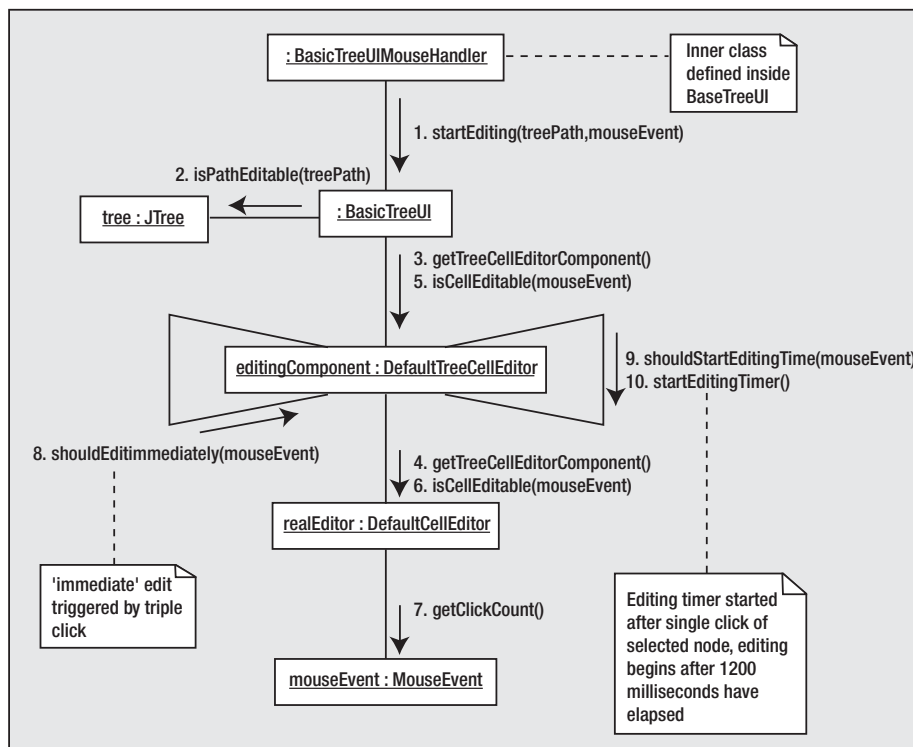 : BasicTreeUIMouseHandler
Inner class
defined inside
BaseTreeUI
1. startEditing(treePath,mouseEvent)
2. isPathEditable(treePath)
tree : JTree
: BasicTreeUI
3. getTreeCellEditorComponent()
5. isCellEditable(mouseEvent)
editingComponent : DefaultTreeCellEditor
9. shouldStartEditingTime(mouseEvent)
10. startEditingTimer()
8. shouldEditimmediately(mouseEvent)
4. getTreeCellEditorComponent()
6. isCellEditable(mouseEvent)
realEditor : DefaultCellEditor
'immediate' edit
triggered by triple
click
7. getClickCount()
Editing timer started
after single click of
selected node, editing
begins after 1200
milliseconds have
elapsed
mouseEvent : MouseEvent